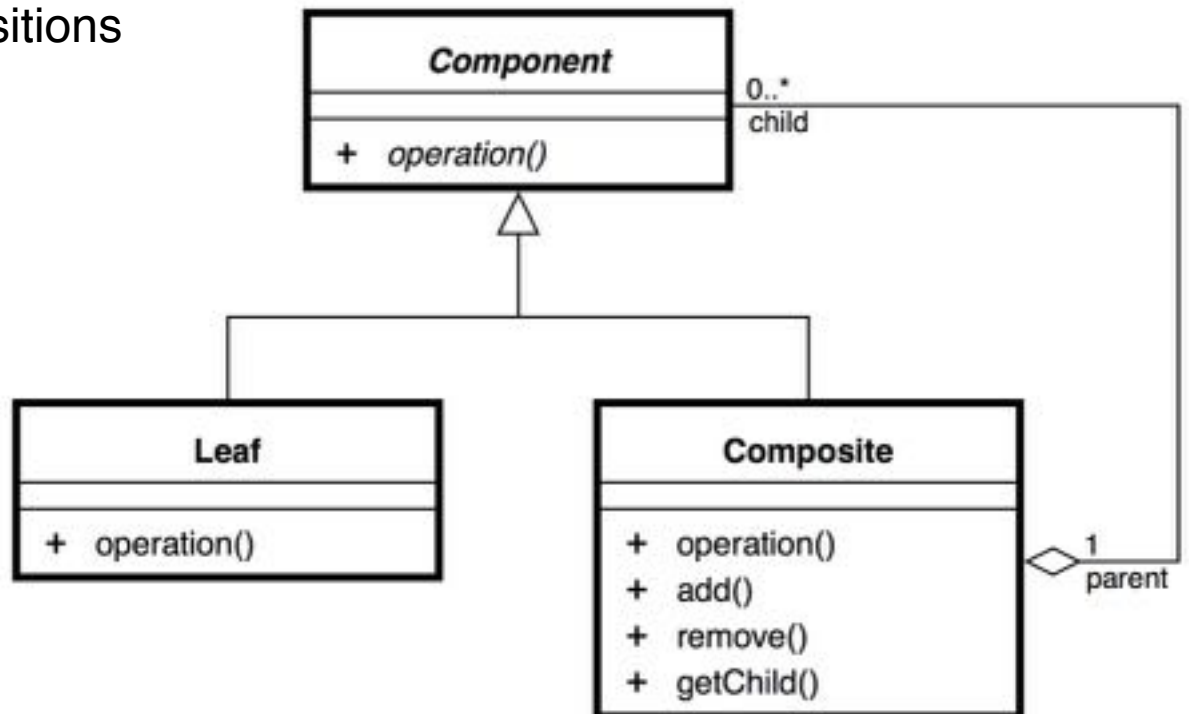 sitions
Component
0..*
child
+ operation()
Leaf
Composite
+ operation()
+ operation()
1
+ add()
parent
+ remove()
+ getChild()